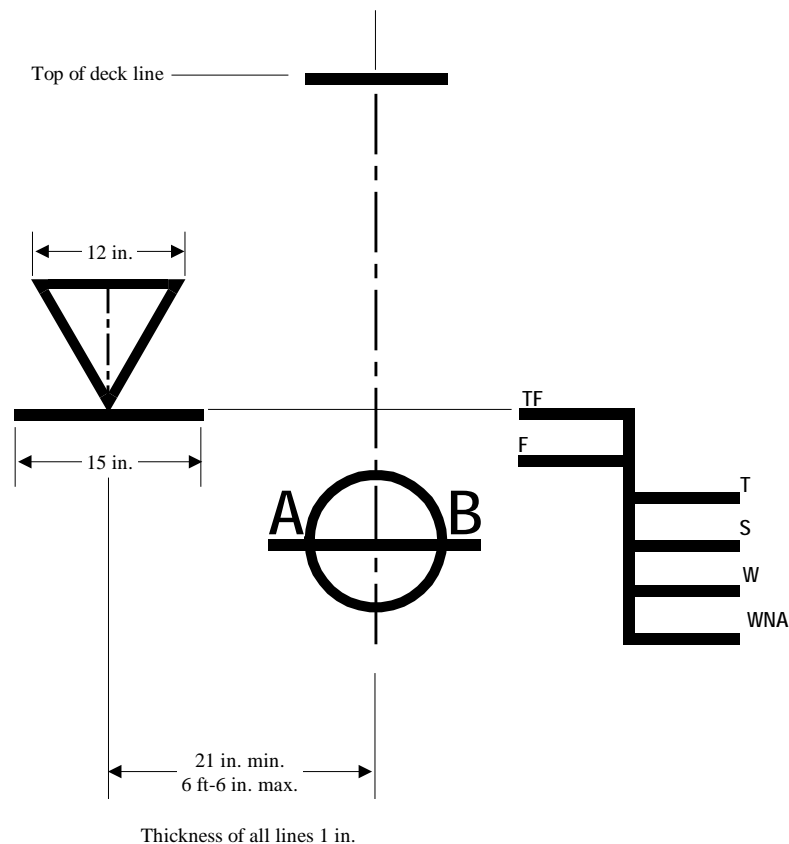 Top of deck line
12 in.
TF
F
15 in.
A B
T
S
W
WNA
21 in. min.
6 ft-6 in. max.
Thickness of all lines 1 in.